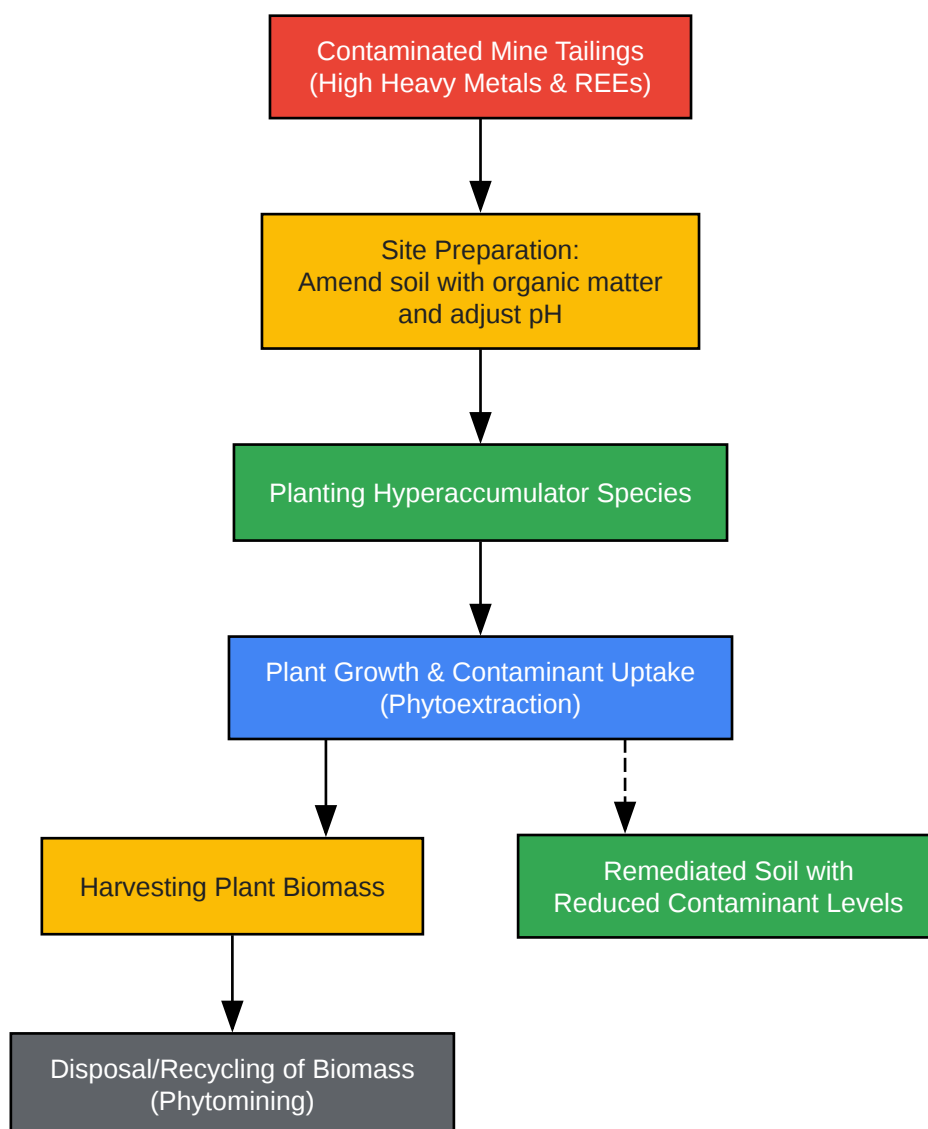 Contaminated Mine Tailings
(High Heavy Metals & REEs)
Site Preparation:
Amend soil with organic matter
and adjust pH
Planting Hyperaccumulator Species
Plant Growth & Contaminant Uptake
(Phytoextraction)
Harvesting Plant Biomass
Remediated Soil with
Reduced Contaminant Levels
Disposal/Recycling of Biomass
(Phytomining)